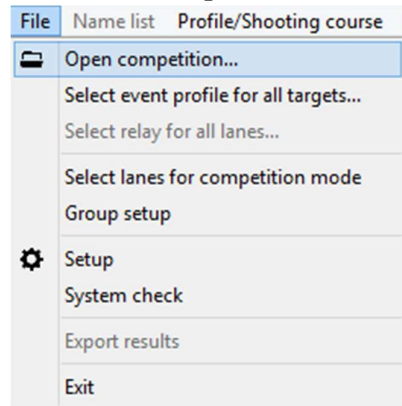 File Name list Profile/Shooting course
Open competition...
Select event profile for all targets...
Select relay for all lanes...
Select lanes for competition mode
Group setup
Setup
System check
Export results
Exit